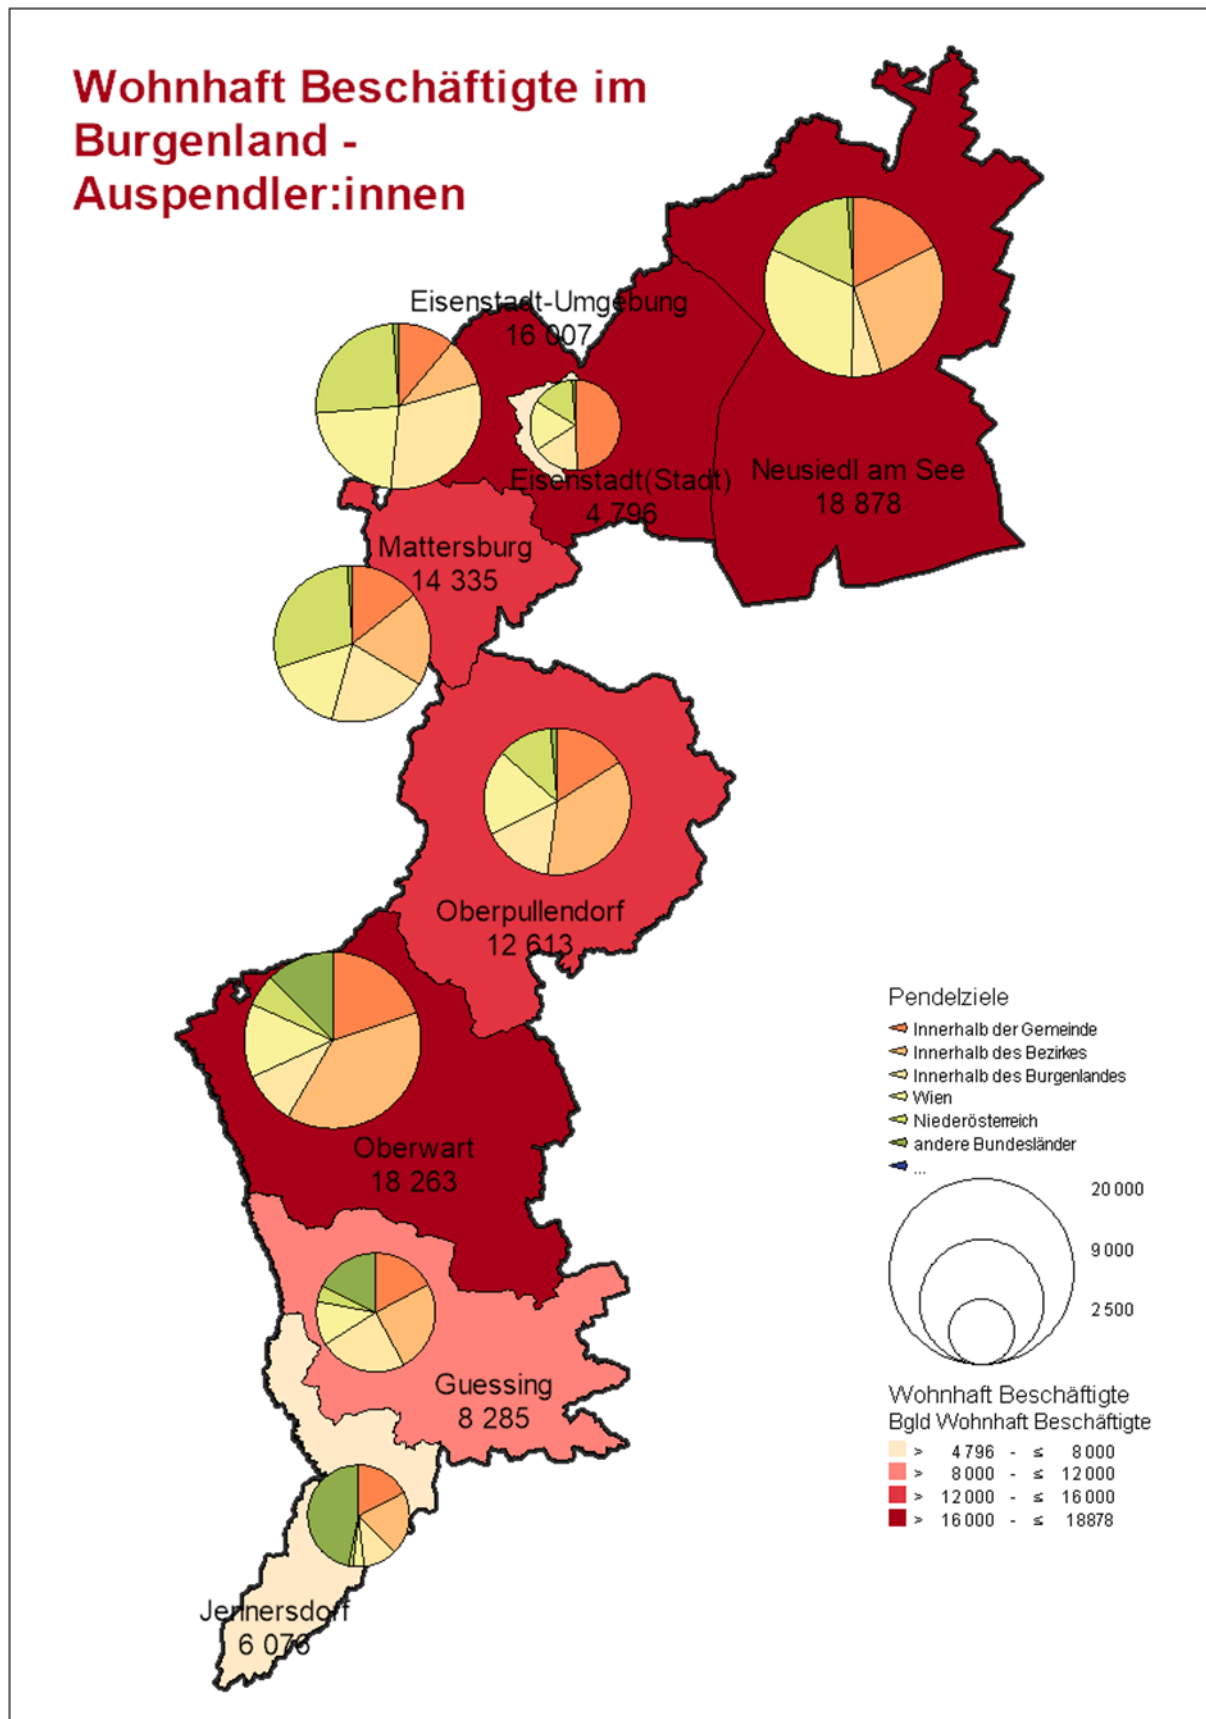 Wohnhaft Beschäftigte im
Burgenland -
Auspendler:innen
Eisenstadt-Umgebung
16 007
Eisenstadt(Stadt)
4 796
Neusiedl am See
18 878
Mattersburg
14 335
Oberpullendorf
12 613
Oberwart
18 263
Guessing
8 285
Jennersdorf
6 076
Pendelziele
Innerhalb der Gemeinde
Innerhalb des Bezirkes
Innerhalb des Burgenlandes
Wien
Niederösterreich
andere Bundesländer
...
20 000
9 000
2 500
Wohnhaft Beschäftigte
Bgld Wohnhaft Beschäftigte
> 4 796 - ≤ 8 000
> 8 000 - ≤ 12 000
> 12 000 - ≤ 16 000
> 16 000 - ≤ 18878